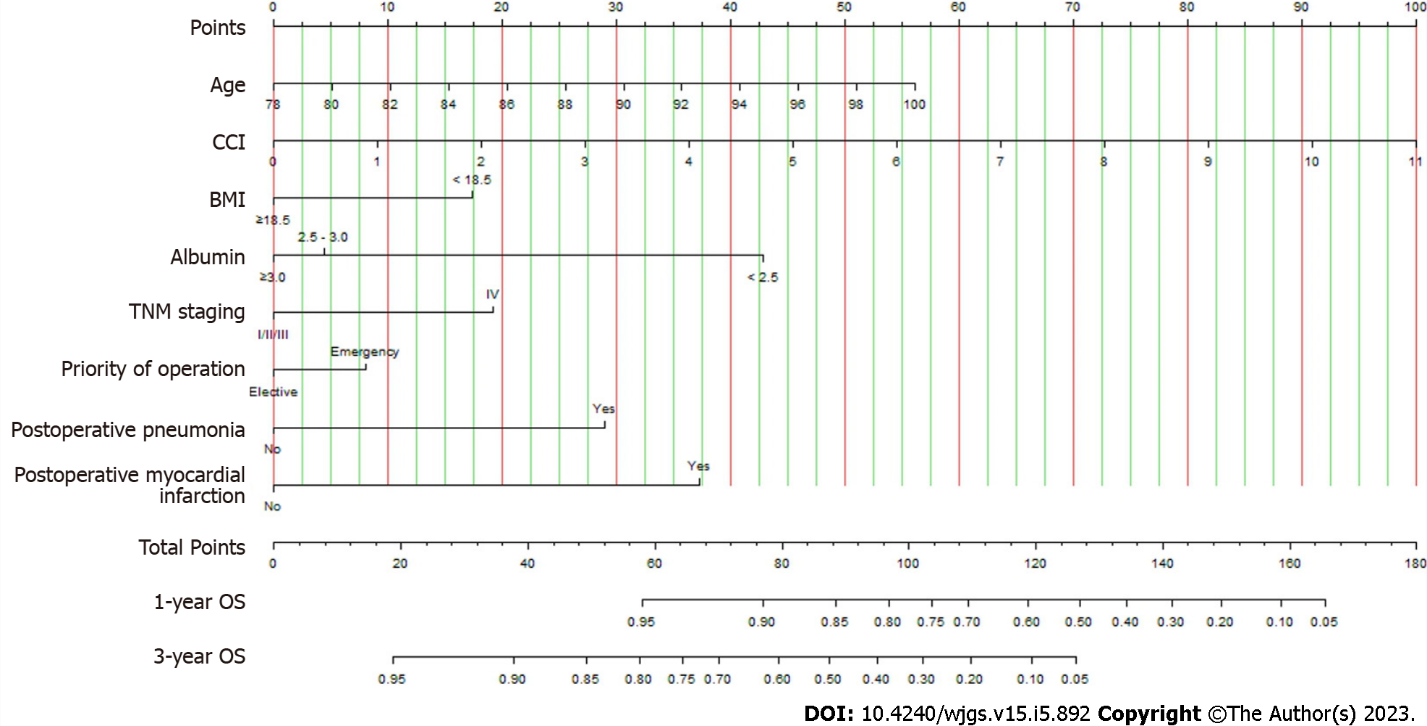 0 10 20 30 40 50 60 70 80 90 100
Points
Age
78 80 82 84 86 88 90 92 94 96 98 100
CCI
0 1 2 3 4 5 6 7 8 9 10 11
< 18.5
BMI
≥18.5
2.5 - 3.0
Albumin
≥3.0 < 2.5
IV
TNM staging
I/II/III
Emergency
Priority of operation
Elective
Yes
Postoperative pneumonia
No
Yes
Postoperative myocardial
infarction
No
Total Points
0 20 40 60 80 100 120 140 160 180
1-year OS
0.95 0.90 0.85 0.80 0.75 0.70 0.60 0.50 0.40 0.30 0.20 0.10 0.05
3-year OS
0.95 0.90 0.85 0.80 0.75 0.70 0.60 0.50 0.40 0.30 0.20 0.10 0.05
DOI: 10.4240/wjgs.v15.i5.892 Copyright ©The Author(s) 2023.